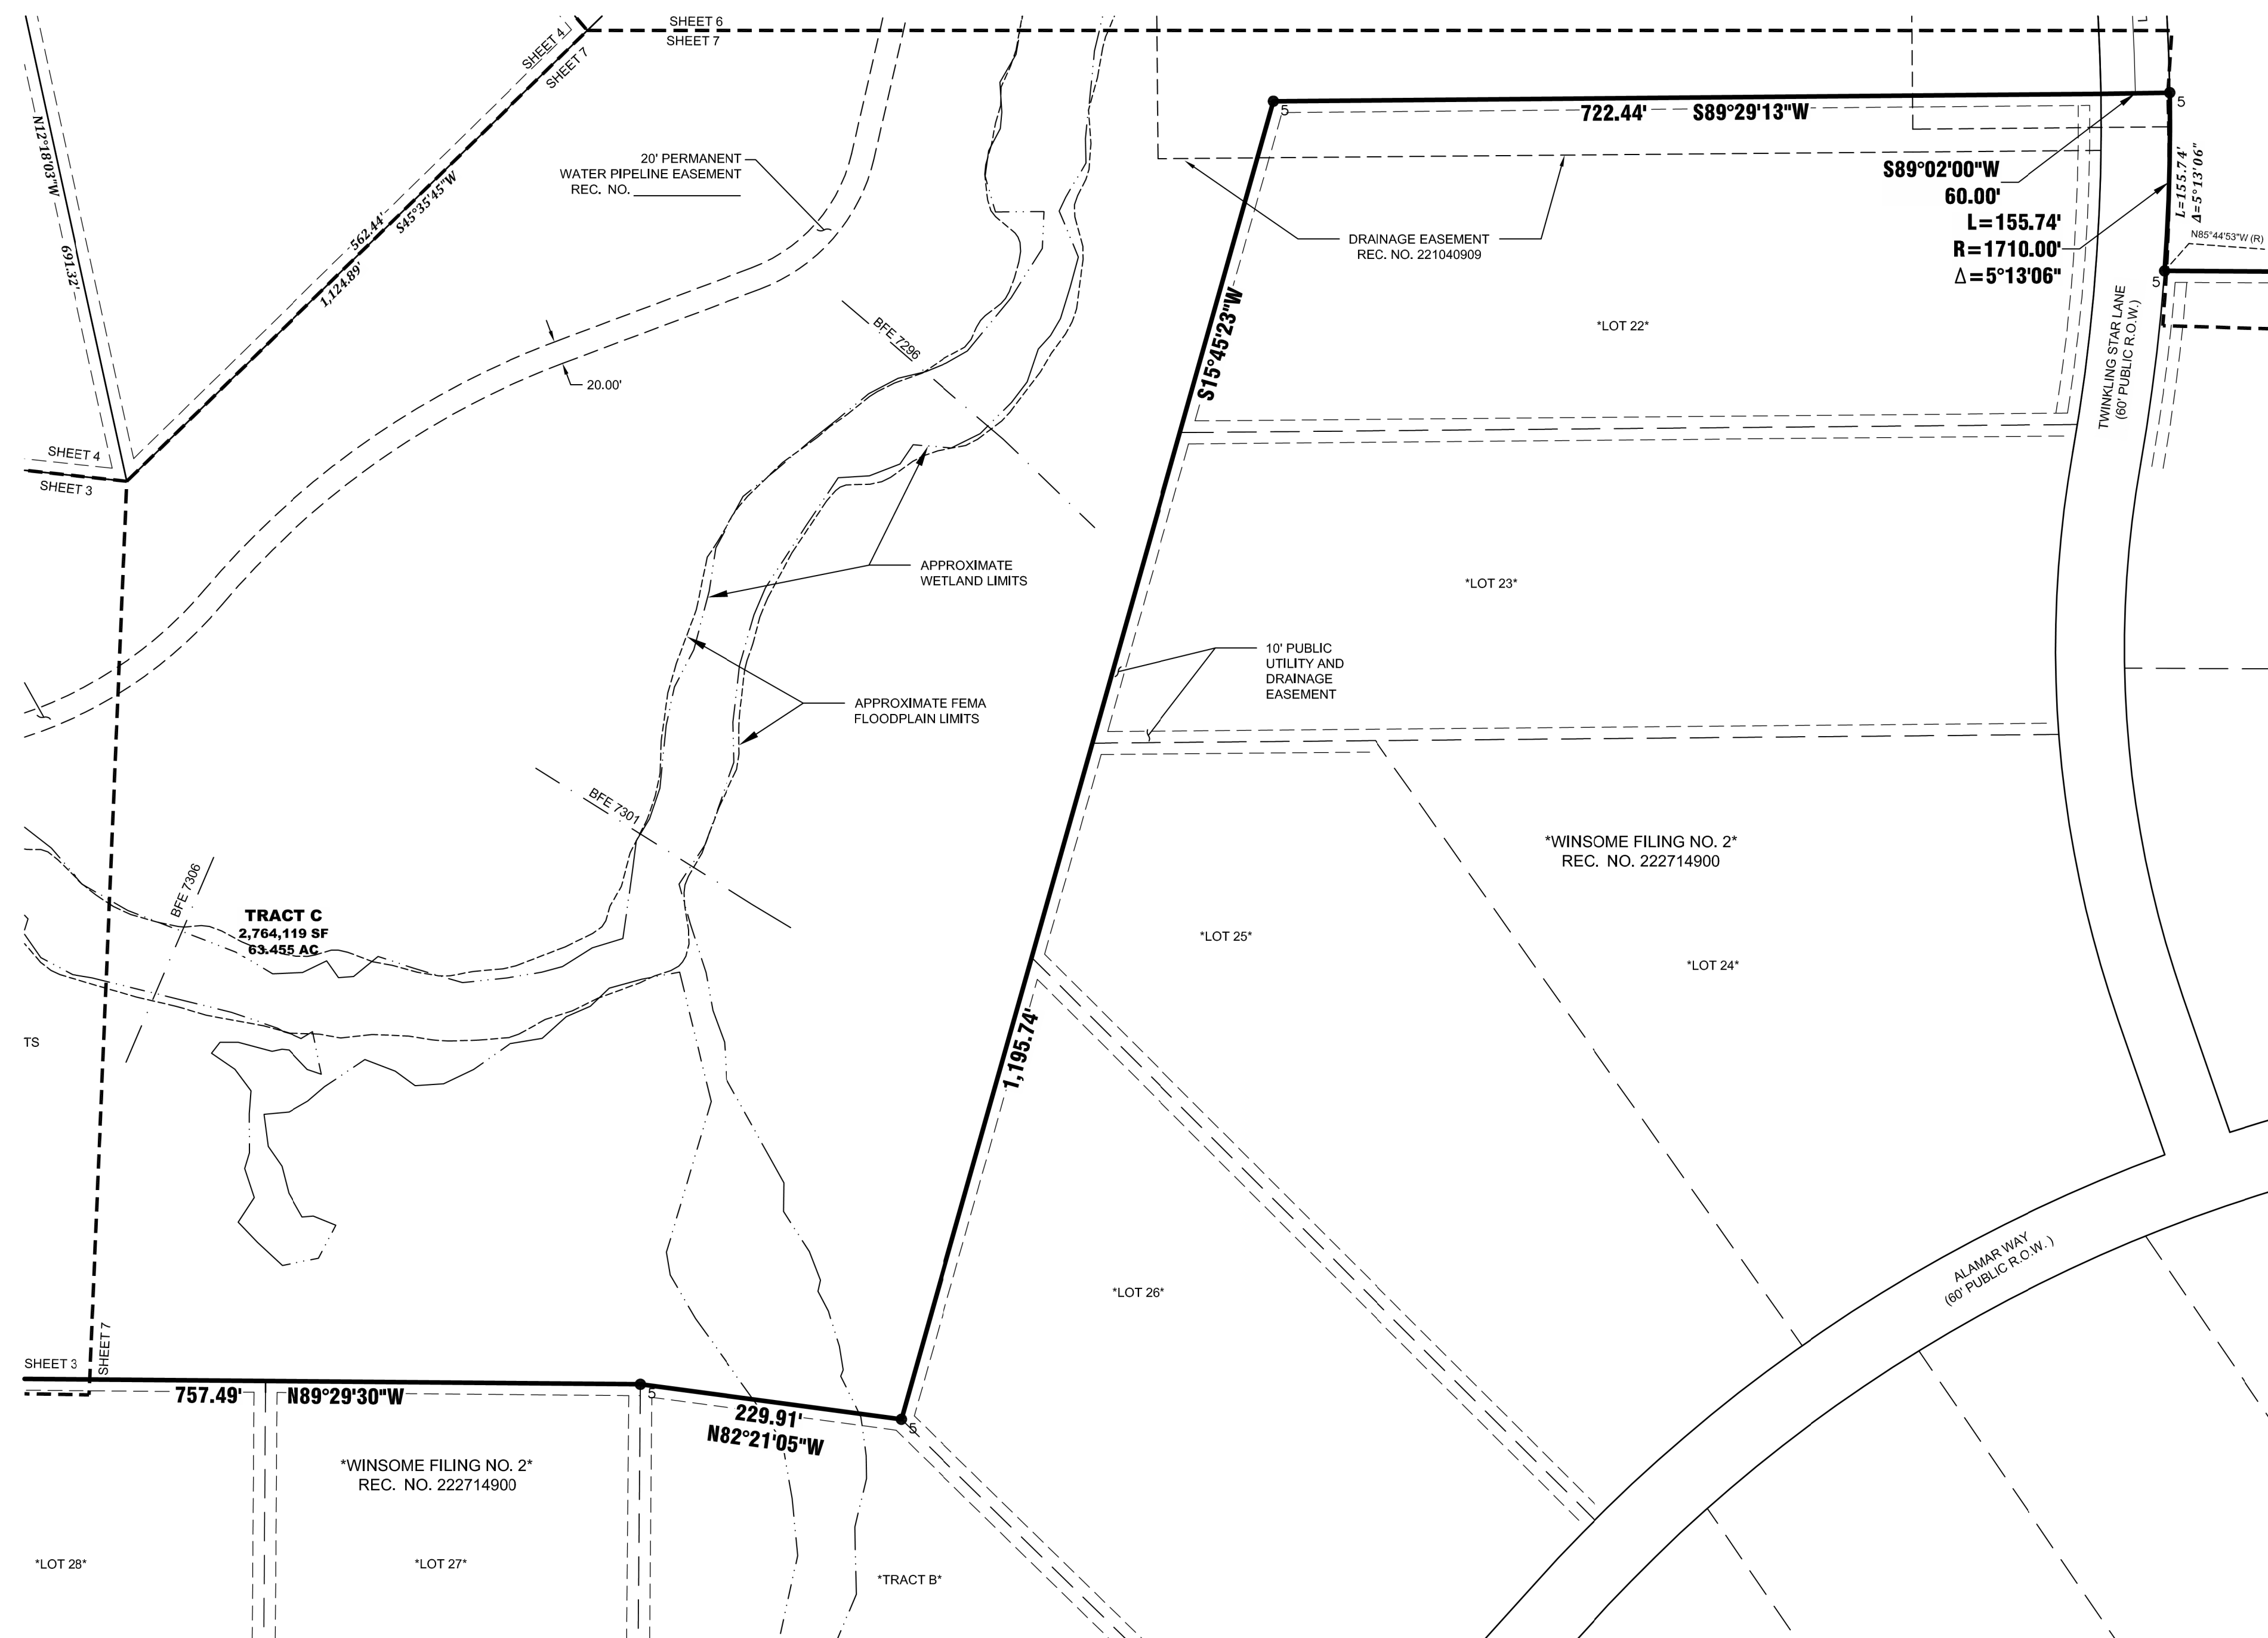 SHEET 6
SHEET 7
SHEET 4
SHEET 7
N12°18'03"W
691.32'
562.44'
S45°35'45"W
1,124.89'
20' PERMANENT
WATER PIPELINE EASEMENT
REC. NO.
20.00'
BFE 7296
5
722.44'
S89°29'13"W
5
S89°02'00"W
60.00'
L=155.74'
R=1710.00'
Δ=5°13'06"
L=155.74'
Δ=5°13'06"
N85°44'53"W (R)
5
DRAINAGE EASEMENT
REC. NO. 221040909
S15°45'23"W
*LOT 22*
TWINKLING STAR LANE
(60' PUBLIC R.O.W.)
SHEET 4
SHEET 3
APPROXIMATE
WETLAND LIMITS
*LOT 23*
10' PUBLIC
UTILITY AND
DRAINAGE
EASEMENT
APPROXIMATE FEMA
FLOODPLAIN LIMITS
BFE 7301
*WINSOME FILING NO. 2*
REC. NO. 222714900
BFE 7306
TRACT C
2,764,119 SF
63.455 AC
*LOT 25*
*LOT 24*
TS
1,195.74'
*LOT 26*
ALAMAR WAY
(60' PUBLIC R.O.W. )
SHEET 3
SHEET 7
757.49'
N89°29'30"W
5
229.91'
N82°21'05"W
5
*WINSOME FILING NO. 2*
REC. NO. 222714900
*LOT 28*
*LOT 27*
*TRACT B*